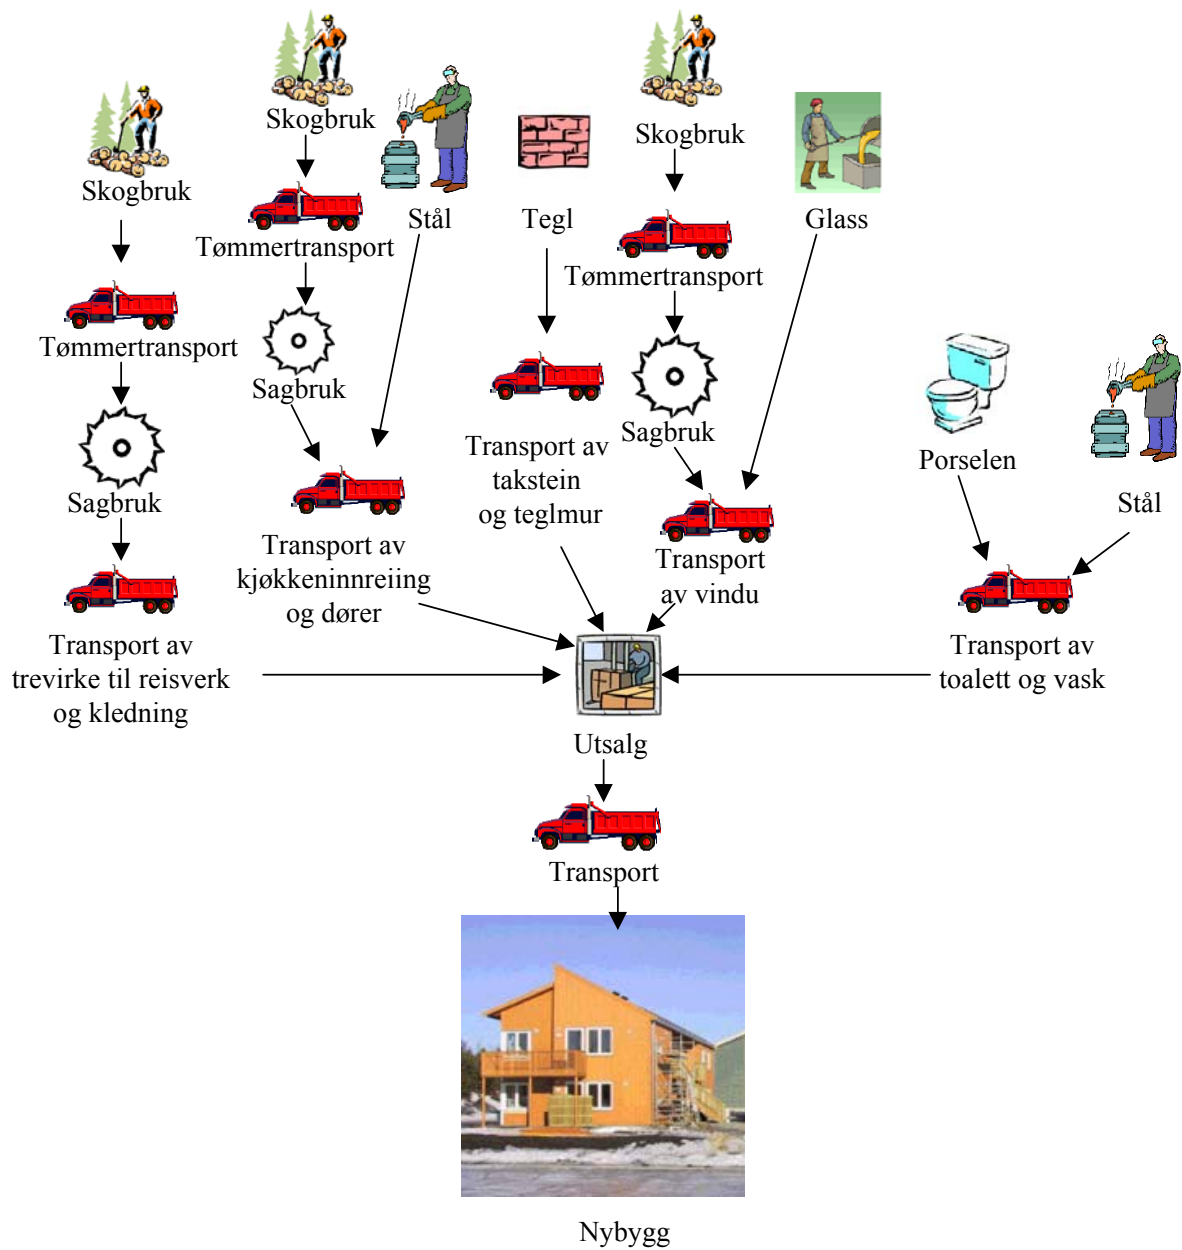 Skogbruk
Tømmertransport
Sagbruk
Transport av
trevirke til reisverk
og kledning
Skogbruk
Tømmertransport
Sagbruk
Stål
Transport av
kjøkkeninnreiing
og dører
Tegl
Transport av
takstein
og teglmur
Skogbruk
Tømmertransport
Sagbruk
Glass
Transport
av vindu
Porselen
Stål
Transport av
toalett og vask
Utsalg
Transport
Nybygg